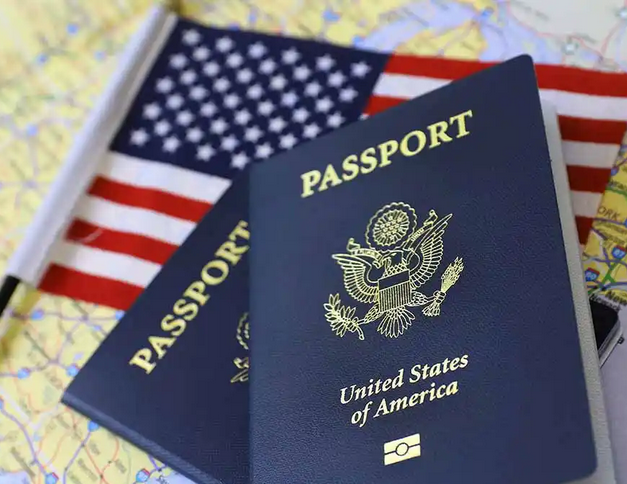 PASSPORT
United States
of America
PASSPORT